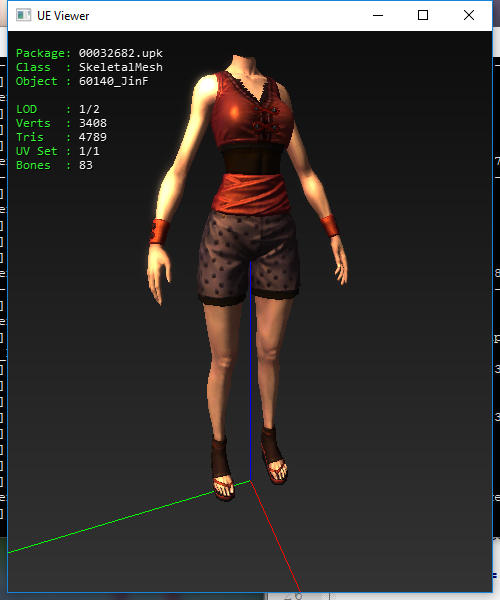 UE Viewer
Package: 00032682.upk
Class : SkeletalMesh
Object : 60140_JinF
LOD : 1/2
Verts : 3408
Tris : 4789
UV Set : 1/1
Bones : 83